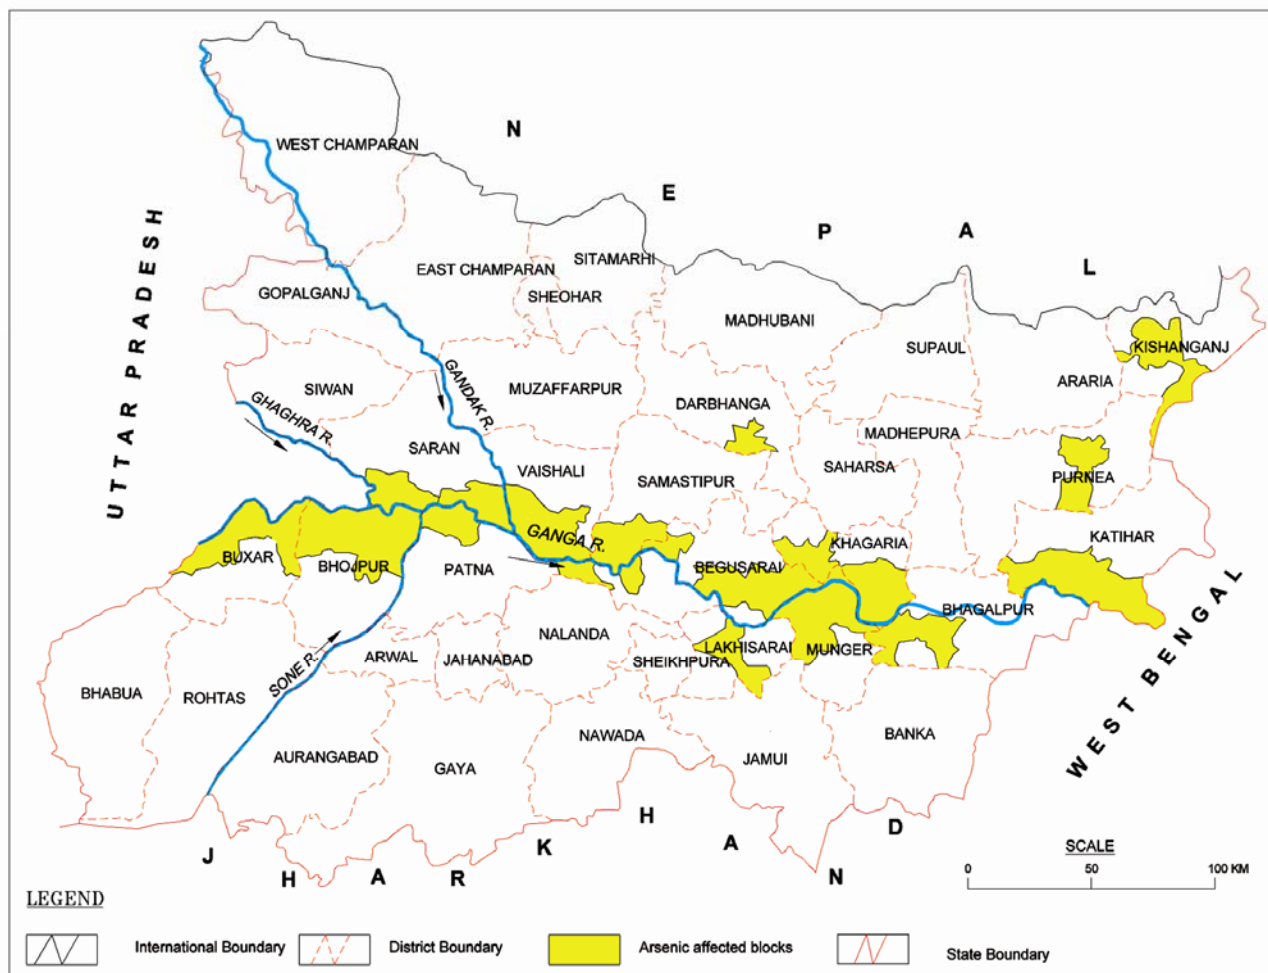 N
E
P
A
L
UTTAR PRADESH
WEST CHAMPARAN
EAST CHAMPARAN
SITAMARHI
SHEOHAR
GOPALGANJ
MADHUBANI
SUPAUL
KISHANGANJ
ARARIA
SIWAN
GANDAK R.
MUZAFFARPUR
DARBHANGA
GHAGHRA R.
SARAN
VAISHALI
SAMASTIPUR
MADHEPURA
SAHARSA
PURNEA
KATIHAR
GANGA R.
BUXAR
BHOJPUR
PATNA
BEGUSARAI
KHAGARIA
BHAGALPUR
NALANDA
LAKHISARAI
MUNGER
SHEIKHPURA
ARWAL
JAHANABAD
SONE R.
BHABUA
ROHTAS
AURANGABAD
GAYA
NAWADA
JAMUI
BANKA
WEST BENGAL
J
H
A
R
K
H
A
N
D
SCALE
0 50 100 KM
LEGEND
International Boundary
District Boundary
Arsenic affected blocks
State Boundary